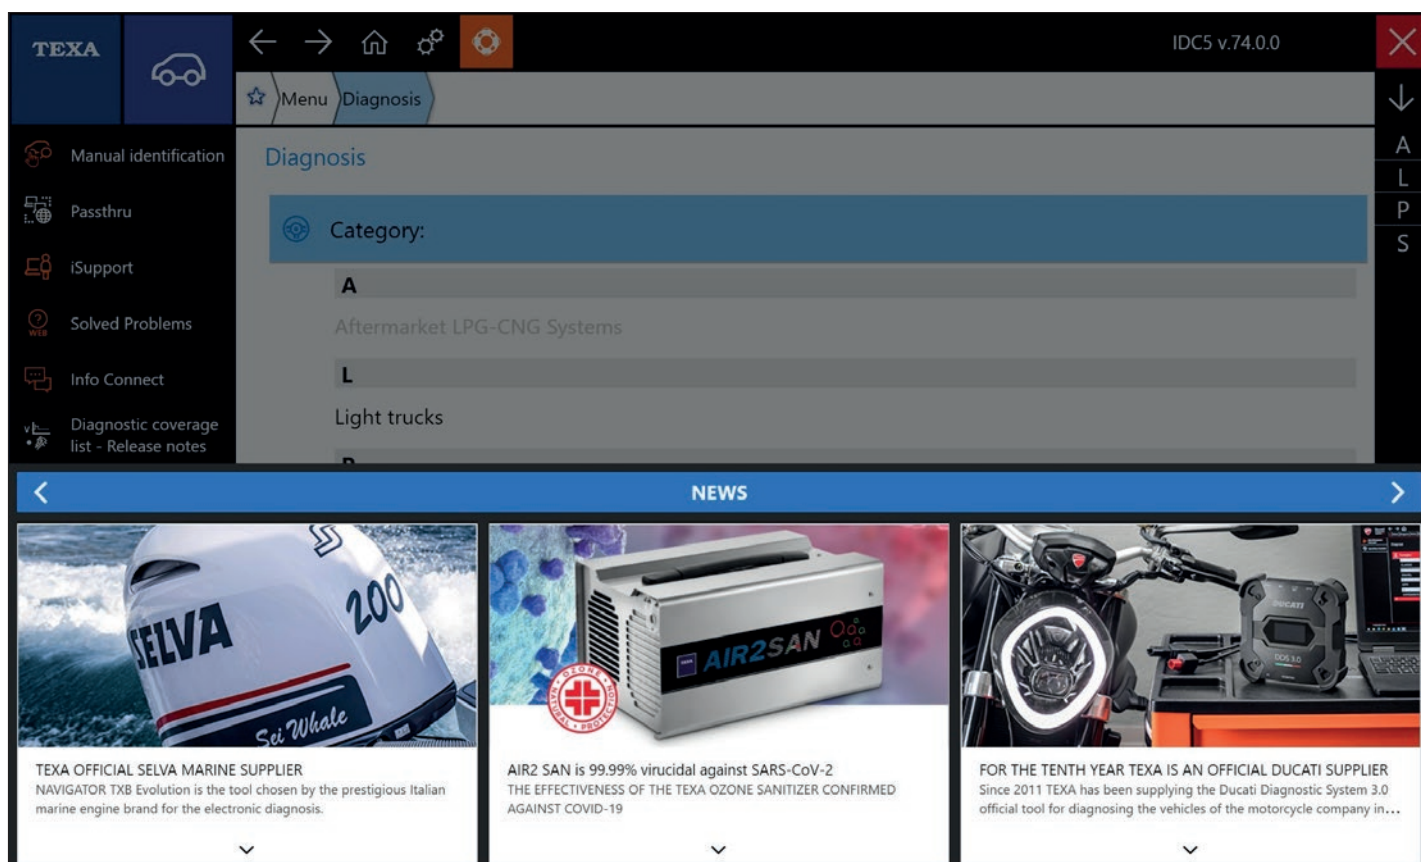 TEXA
IDC5 v.74.0.0
Menu
Diagnosis
A
L
P
S
Manual identification
Passthru
iSupport
WEB
Solved Problems
Info Connect
Diagnostic coverage
list - Release notes
Diagnosis
Category:
A
Aftermarket LPG-CNG Systems
L
Light trucks
NEWS
SELVA
200
Sei Whale
TEXA
AIR2SAN
OZONE
NATURAL • PROTECTION
DUCATI
DDS 3.0
TEXA OFFICIAL SELVA MARINE SUPPLIER
NAVIGATOR TXB Evolution is the tool chosen by the prestigious Italian
marine engine brand for the electronic diagnosis.
AIR2 SAN is 99.99% virucidal against SARS-CoV-2
THE EFFECTIVENESS OF THE TEXA OZONE SANITIZER CONFIRMED
AGAINST COVID-19
FOR THE TENTH YEAR TEXA IS AN OFFICIAL DUCATI SUPPLIER
Since 2011 TEXA has been supplying the Ducati Diagnostic System 3.0
official tool for diagnosing the vehicles of the motorcycle company in...